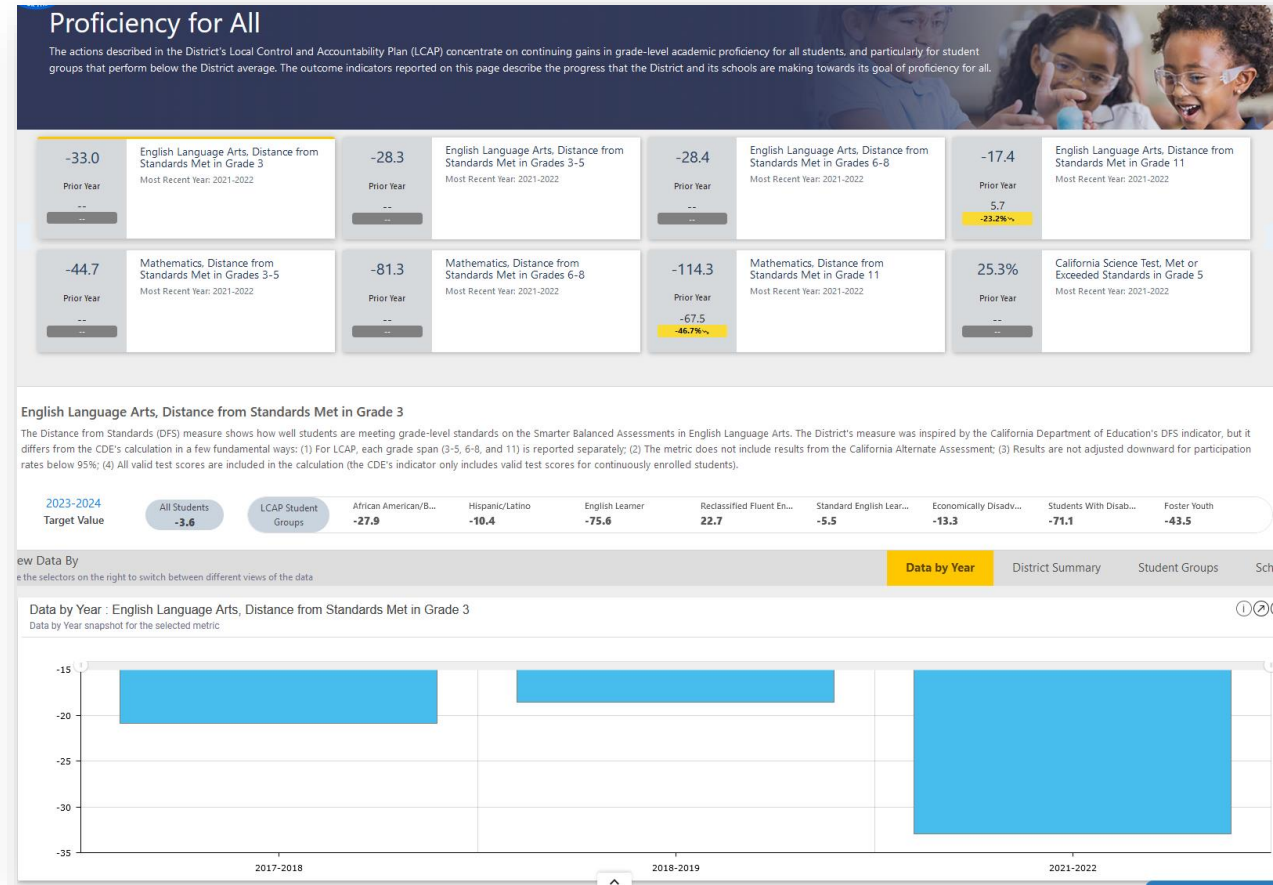 Proficiency for All
The actions described in the District's Local Control and Accountability Plan (LCAP) concentrate on continuing gains in grade-level academic proficiency for all students, and particularly for student
groups that perform below the District average. The outcome indicators reported on this page describe the progress that the District and its schools are making towards its goal of proficiency for all.
-33.0
Prior Year
--
--
English Language Arts, Distance from
Standards Met in Grade 3
Most Recent Year: 2021-2022
-28.3
Prior Year
--
--
English Language Arts, Distance from
Standards Met in Grades 3-5
Most Recent Year: 2021-2022
-28.4
Prior Year
--
--
English Language Arts, Distance from
Standards Met in Grades 6-8
Most Recent Year: 2021-2022
-17.4
Prior Year
5.7
-23.2%
English Language Arts, Distance from
Standards Met in Grade 11
Most Recent Year: 2021-2022
-44.7
Prior Year
--
--
Mathematics, Distance from
Standards Met in Grades 3-5
Most Recent Year: 2021-2022
-81.3
Prior Year
--
--
Mathematics, Distance from
Standards Met in Grades 6-8
Most Recent Year: 2021-2022
-114.3
Prior Year
-67.5
-46.7%
Mathematics, Distance from
Standards Met in Grade 11
Most Recent Year: 2021-2022
25.3%
Prior Year
--
--
California Science Test, Met or
Exceeded Standards in Grade 5
Most Recent Year: 2021-2022
English Language Arts, Distance from Standards Met in Grade 3
The Distance from Standards (DFS) measure shows how well students are meeting grade-level standards on the Smarter Balanced Assessments in English Language Arts. The District's measure was inspired by the California Department of Education's DFS indicator, but it
differs from the CDE's calculation in a few fundamental ways: (1) For LCAP, each grade span (3-5, 6-8, and 11) is reported separately; (2) The metric does not include results from the California Alternate Assessment; (3) Results are not adjusted downward for participation
rates below 95%; (4) All valid test scores are included in the calculation (the CDE's indicator only includes valid test scores for continuously enrolled students).
2023-2024
Target Value
All Students
-3.6
LCAP Student
Groups
African American/B...
-27.9
Hispanic/Latino
-10.4
English Learner
-75.6
Reclassified Fluent En...
22.7
Standard English Lear...
-5.5
Economically Disadv...
-13.3
Students With Disab...
-71.1
Foster Youth
-43.5
ew Data By
e the selectors on the right to switch between different views of the data
Data by Year
District Summary
Student Groups
Sch
Data by Year : English Language Arts, Distance from Standards Met in Grade 3
Data by Year snapshot for the selected metric
-15
-20
-25
-30
-35
2017-2018
2018-2019
2021-2022